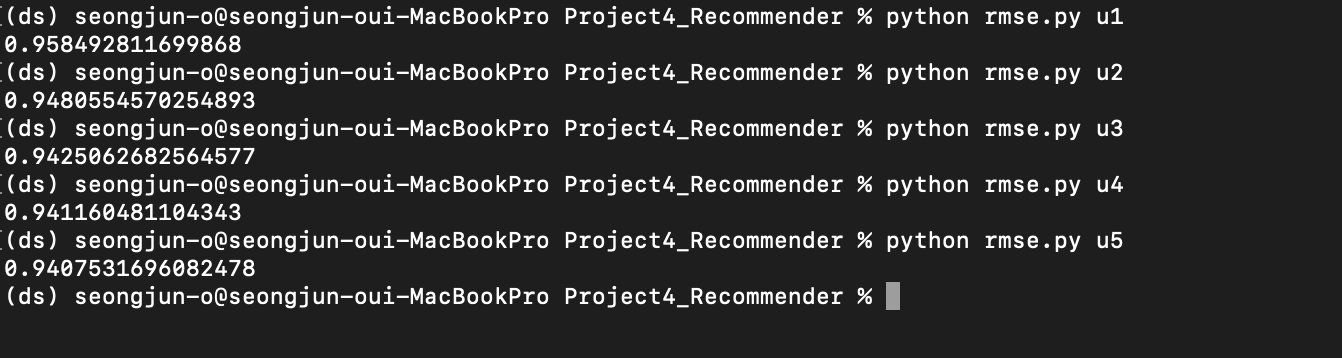 (ds) seongjun-o@seongjun-oui-MacBookPro Project4_Recommender % python rmse.py u1
0.958492811699868
(ds) seongjun-o@seongjun-oui-MacBookPro Project4_Recommender % python rmse.py u2
0.9480554570254893
(ds) seongjun-o@seongjun-oui-MacBookPro Project4_Recommender % python rmse.py u3
0.9425062682564577
(ds) seongjun-o@seongjun-oui-MacBookPro Project4_Recommender % python rmse.py u4
0.941160481104343
(ds) seongjun-o@seongjun-oui-MacBookPro Project4_Recommender % python rmse.py u5
0.9407531696082478
(ds) seongjun-o@seongjun-oui-MacBookPro Project4_Recommender %